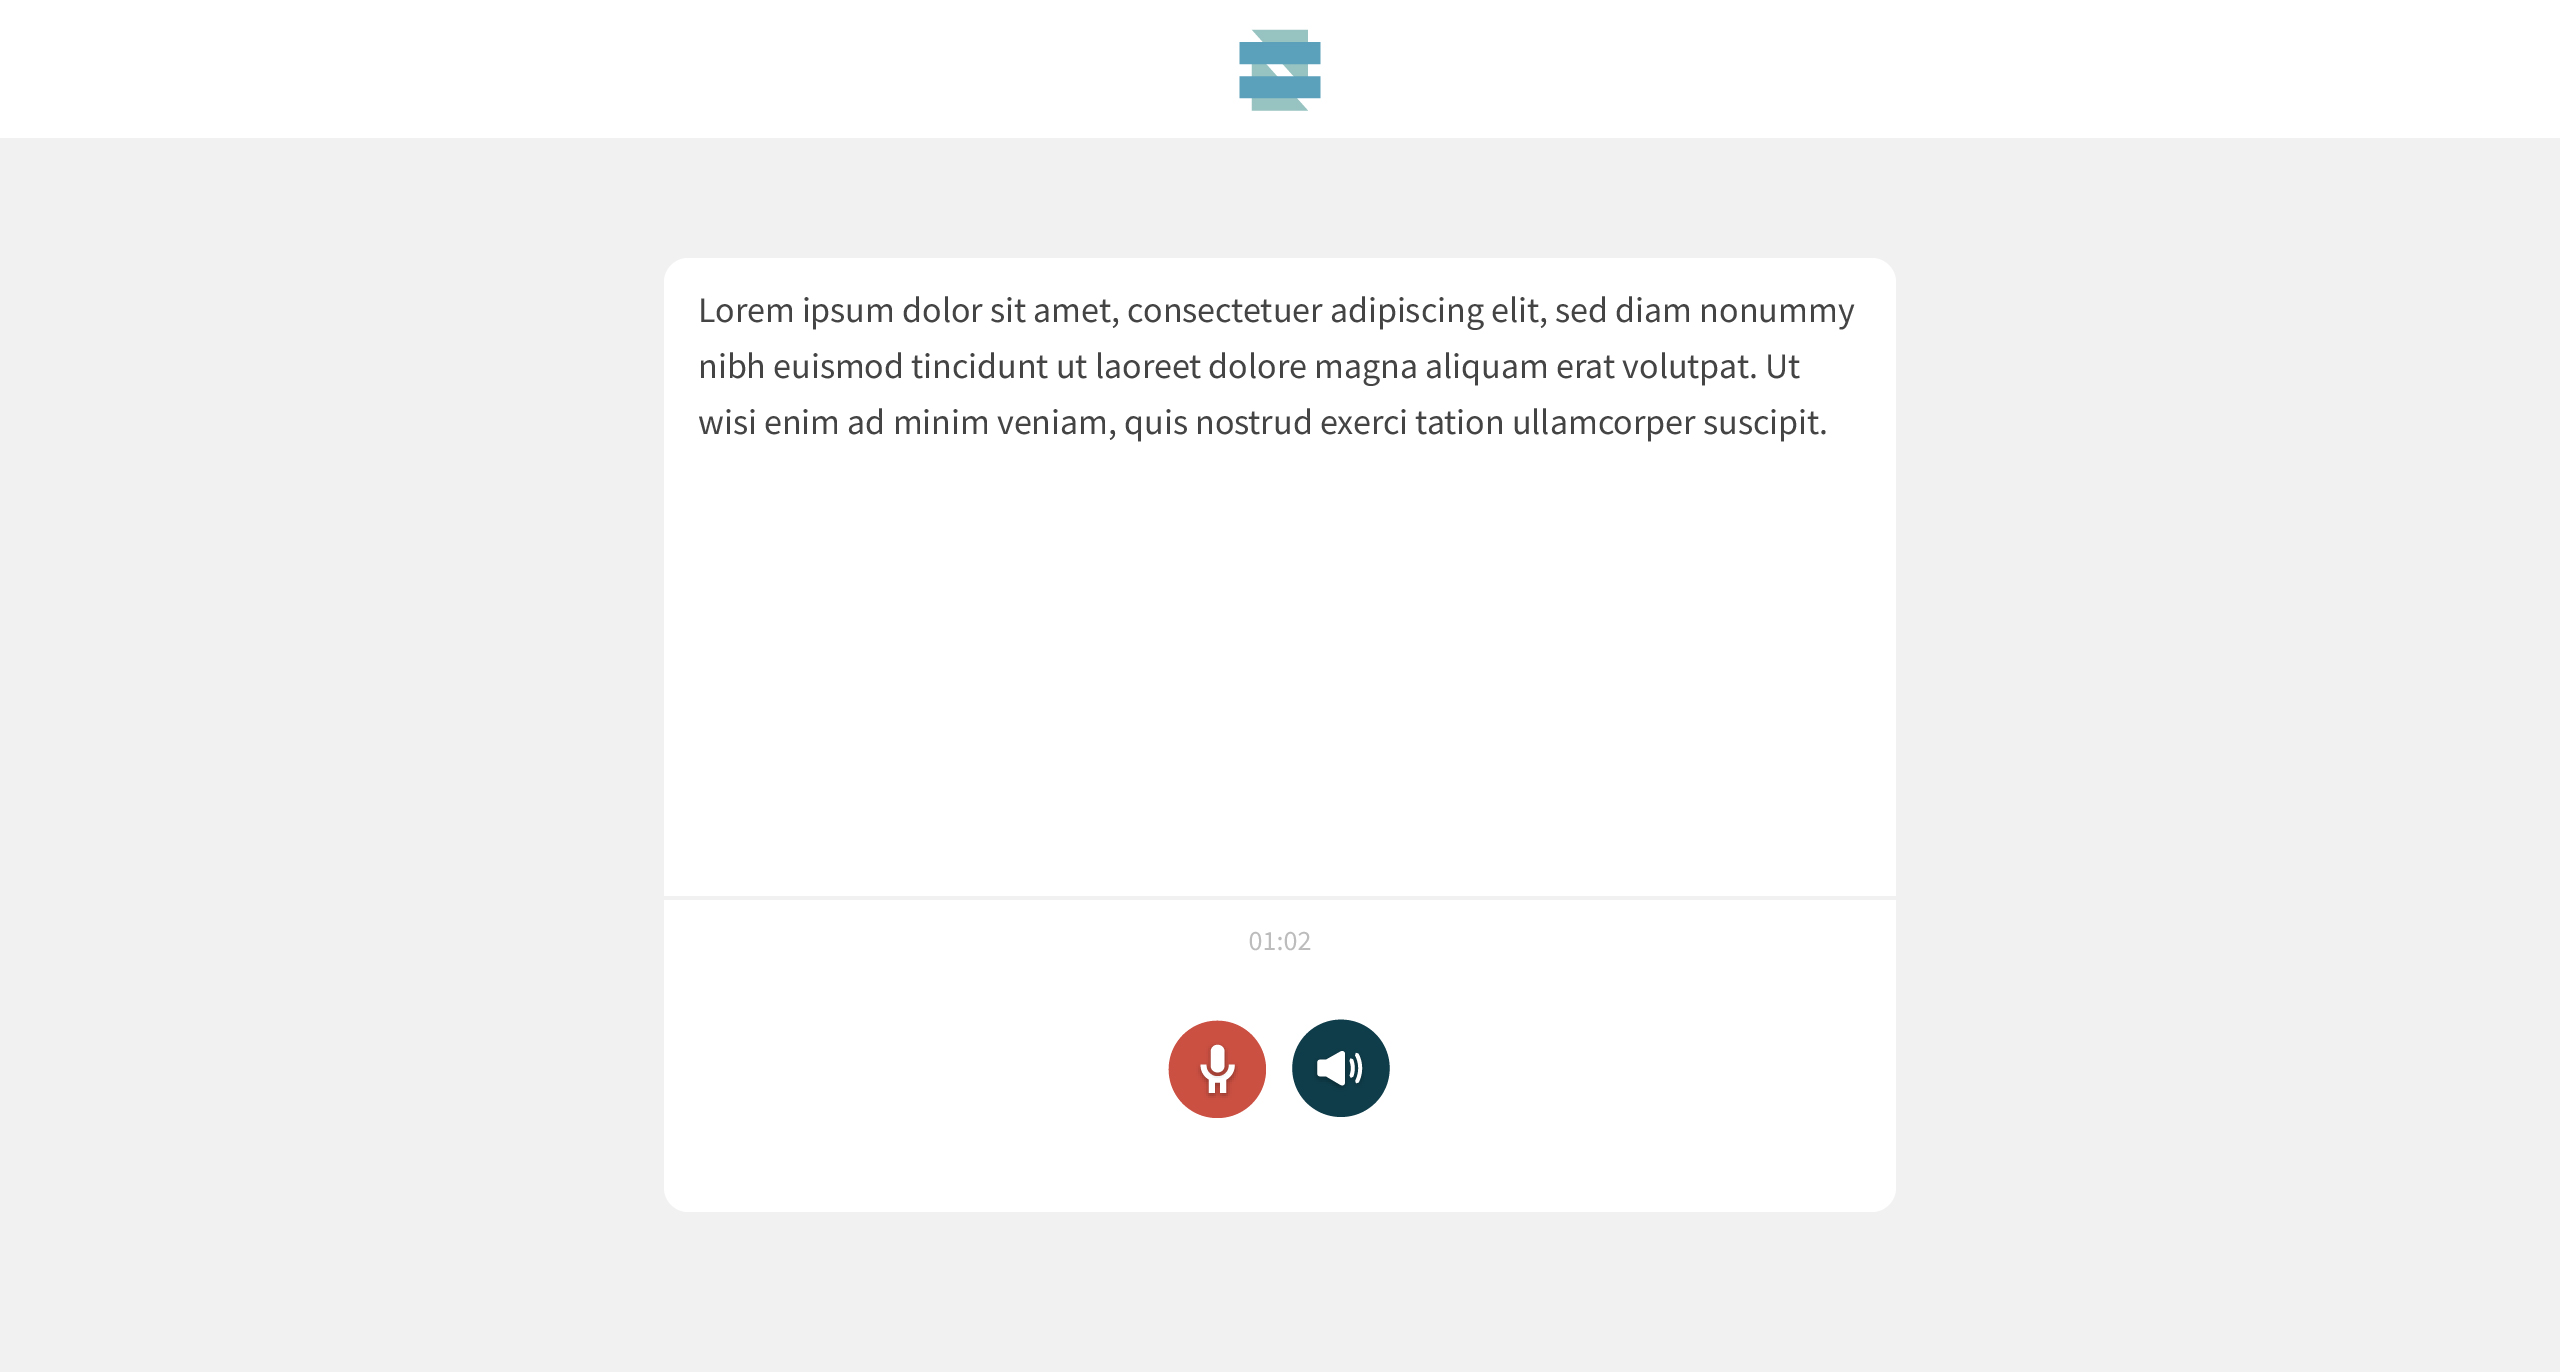 Lorem ipsum dolor sit amet, consectetuer adipiscing elit, sed diam nonummy
nibh euismod tincidunt ut laoreet dolore magna aliquam erat volutpat. Ut
wisi enim ad minim veniam, quis nostrud exerci tation ullamcorper suscipit.
01:02